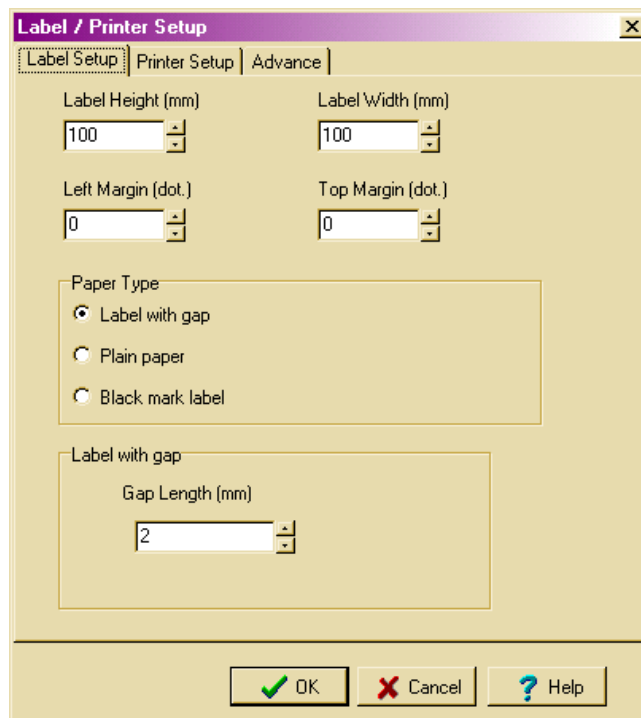 Label / Printer Setup
Label Setup Printer Setup Advance
Label Height (mm) Label Width (mm)
100 100
Left Margin (dot.) Top Margin (dot.)
0 0
Paper Type
Label with gap
Plain paper
Black mark label
Label with gap
Gap Length (mm)
2
OK Cancel Help